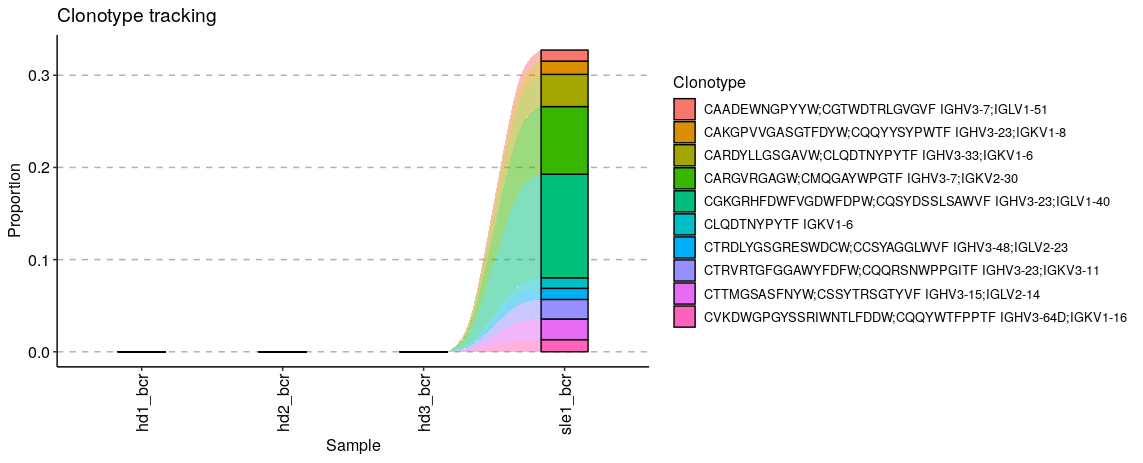 Clonotype tracking
Proportion
0.3
0.2
0.1
0.0
hd1_bcr
hd2_bcr
hd3_bcr
sle1_bcr
Sample
Clonotype
CAADEWNGPYYW;CGTWDTRLGVGVF IGHV3-7;IGLV1-51
CAKGPVVGASGTFDYW;CQQYYSYPWTF IGHV3-23;IGKV1-8
CARDYLLGSGAVW;CLQDTNYPYTF IGHV3-33;IGKV1-6
CARGVRGAGW;CMQGAYWPGTF IGHV3-7;IGKV2-30
CGKGRHFDWFVGDWFDPW;CQSYDSSLSAWVF IGHV3-23;IGLV1-40
CLQDTNYPYTF IGKV1-6
CTRDLYGSGRESWDCW;CCSYAGGLWVF IGHV3-48;IGLV2-23
CTRVRTGFGGAWYFDFW;CQQRSNWPPGITF IGHV3-23;IGKV3-11
CTTMGSASFNYW;CSSYTRSGTYVF IGHV3-15;IGLV2-14
CVKDWGPGYSSRIWNTLFDDW;CQQYWTFPPTF IGHV3-64D;IGKV1-16